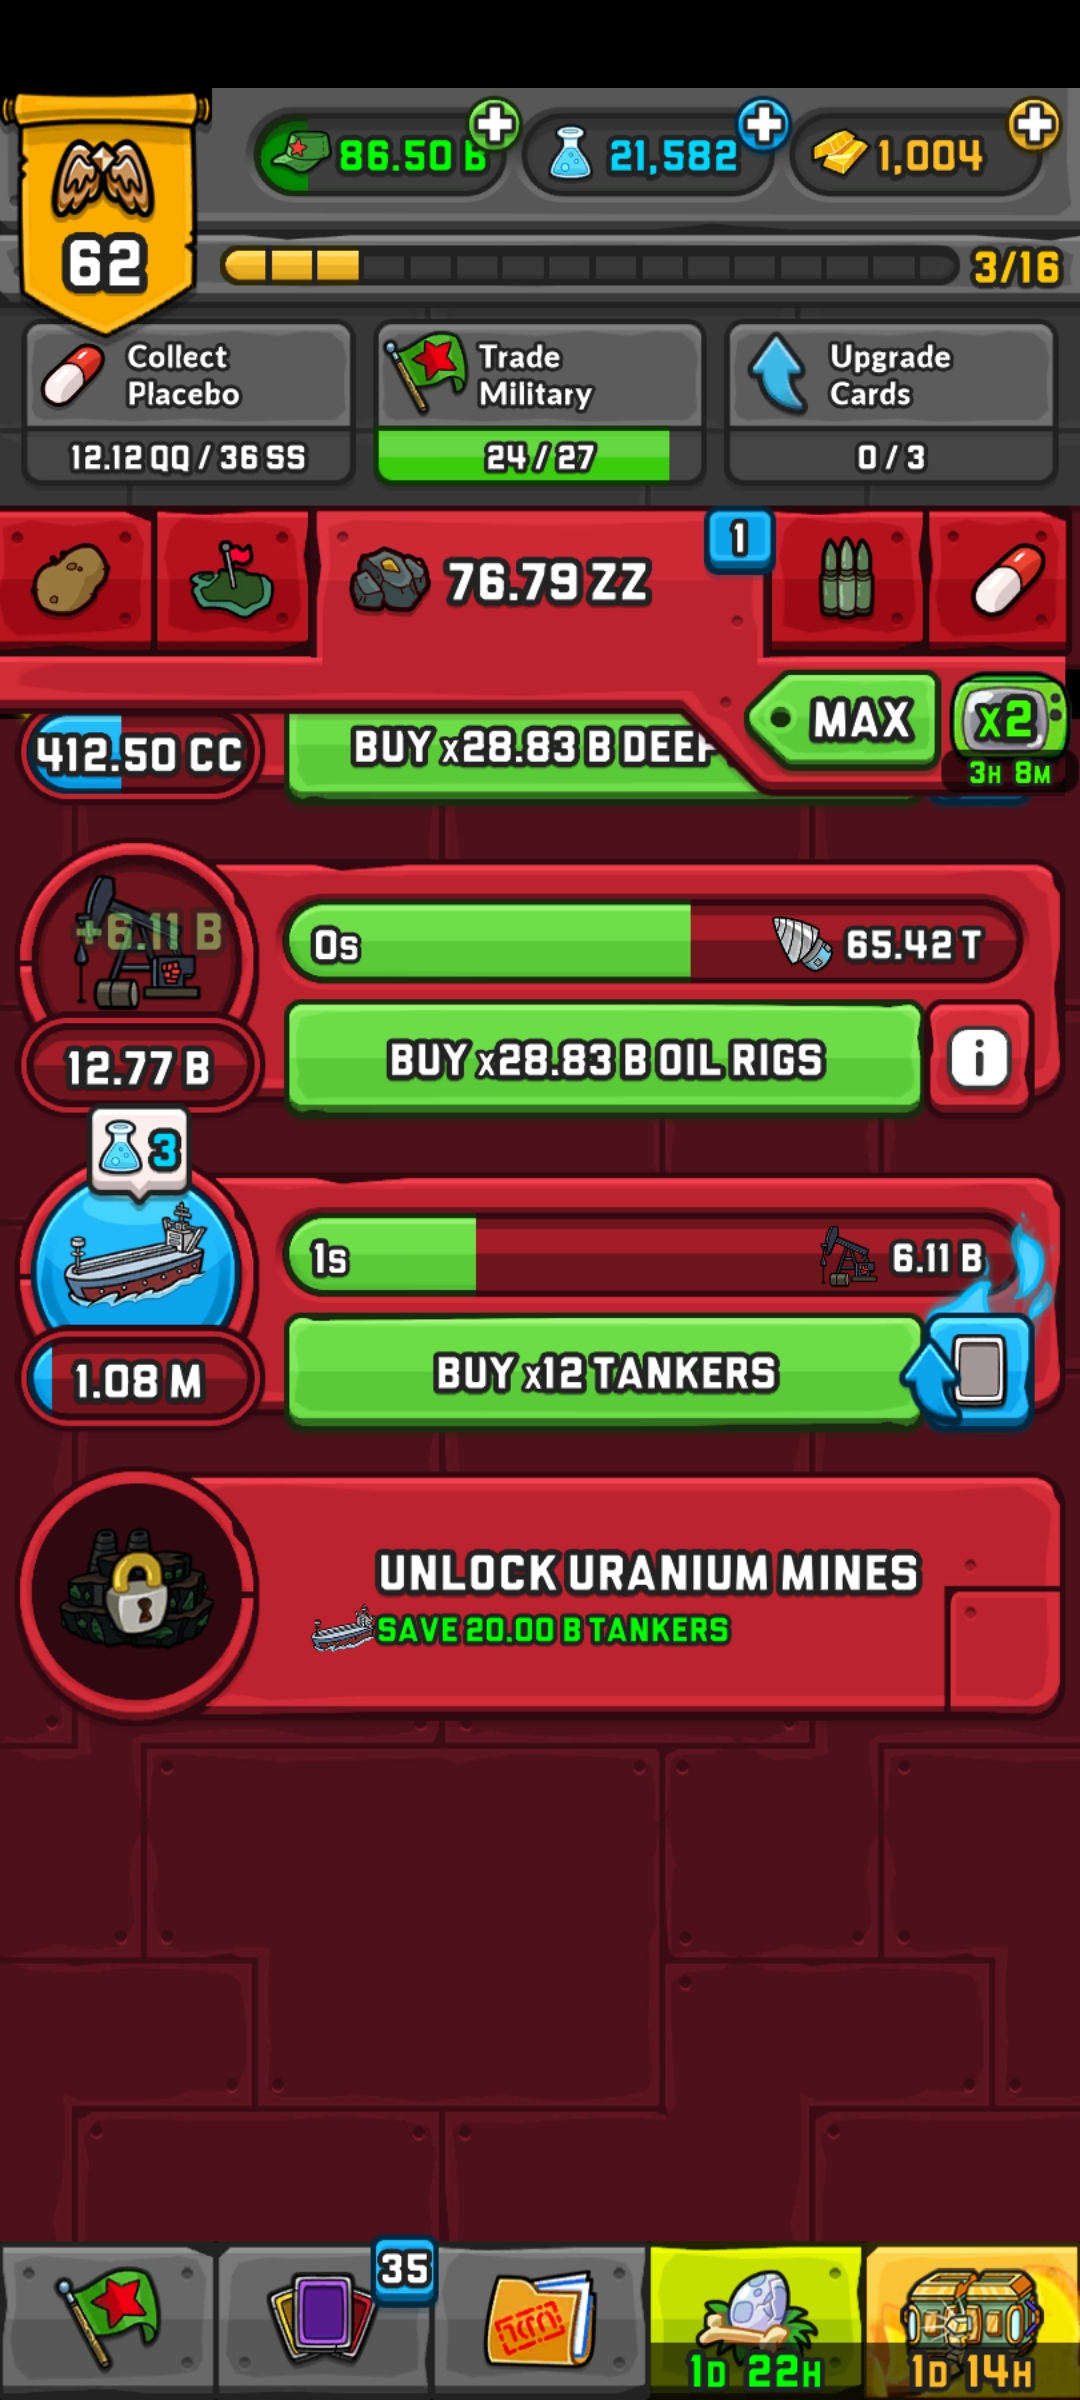 86.50 B
21,582
1,004
62
3/16
Collect
Placebo
12.12 QQ / 36 SS
Trade
Military
24 / 27
Upgrade
Cards
0 / 3
76.79 ZZ
1
MAX
x2
3H 8M
412.50 CC
BUY x28.83 B DEEP
+6.11 B
0s
65.42 T
12.77 B
BUY x28.83 B OIL RIGS
i
3
1s
6.11 B
1.08 M
BUY x12 TANKERS
UNLOCK URANIUM MINES
SAVE 20.00 B TANKERS
35
1D 22H
1D 14H